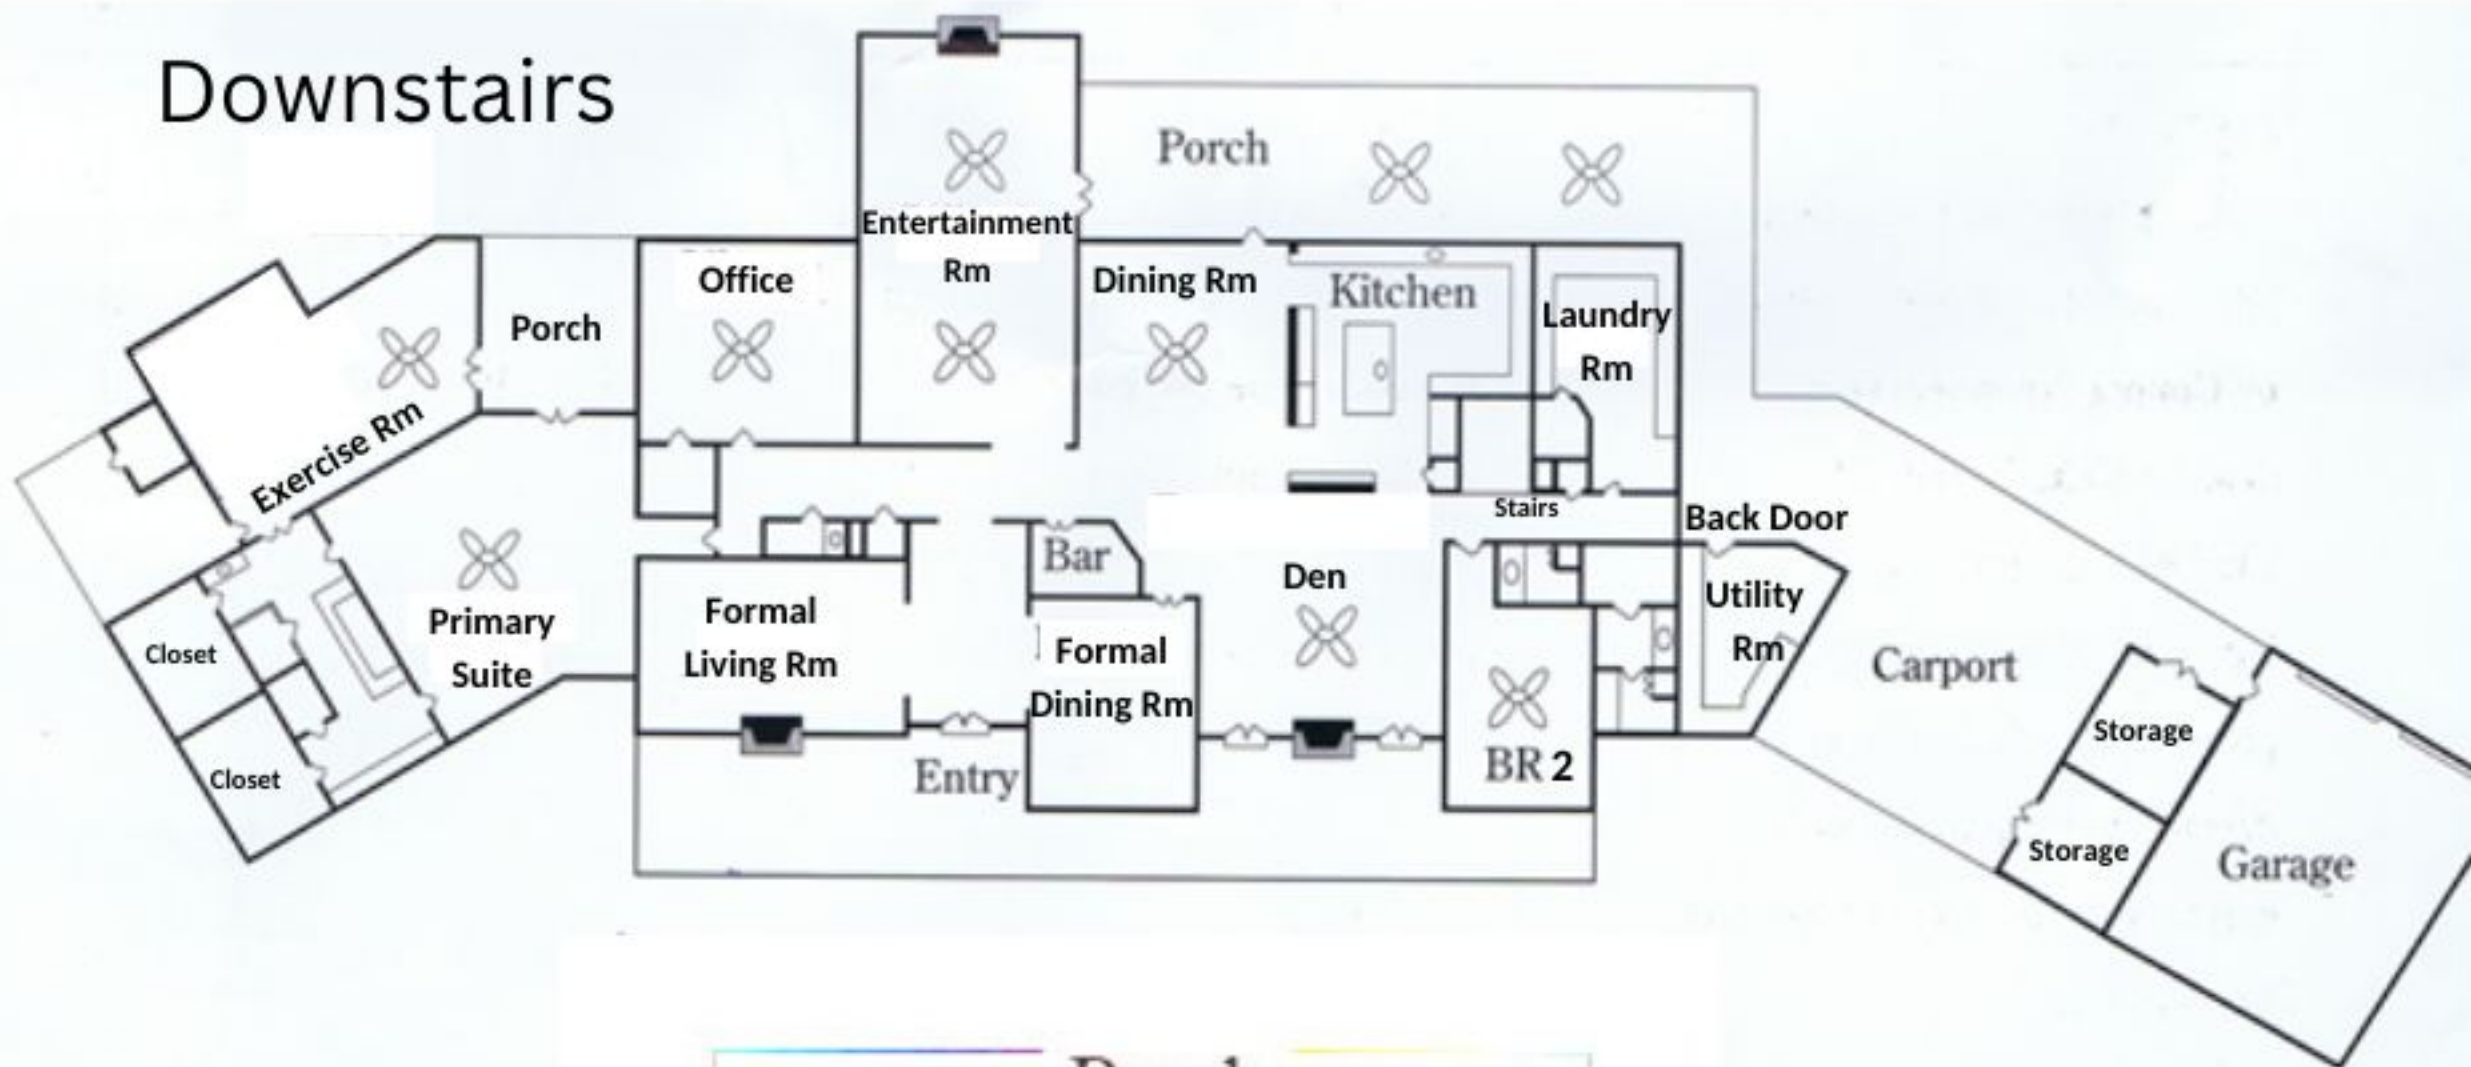 Downstairs
Porch
Entertainment
Rm
Office
Dining Rm
Kitchen
Laundry
Rm
Porch
Exercise Rm
Stairs
Back Door
Bar
Den
Utility
Rm
Primary
Suite
Formal
Living Rm
Formal
Dining Rm
Closet
Carport
Storage
BR 2
Entry
Closet
Storage
Garage